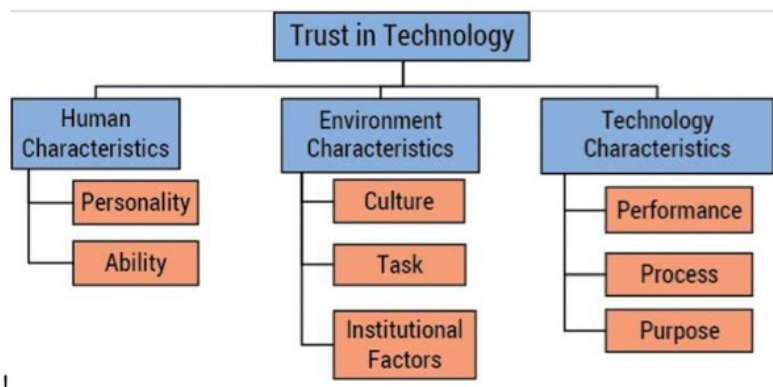 Trust in Technology
Human
Characteristics
Personality
Ability
Environment
Characteristics
Culture
Task
Institutional
Factors
Technology
Characteristics
Performance
Process
Purpose